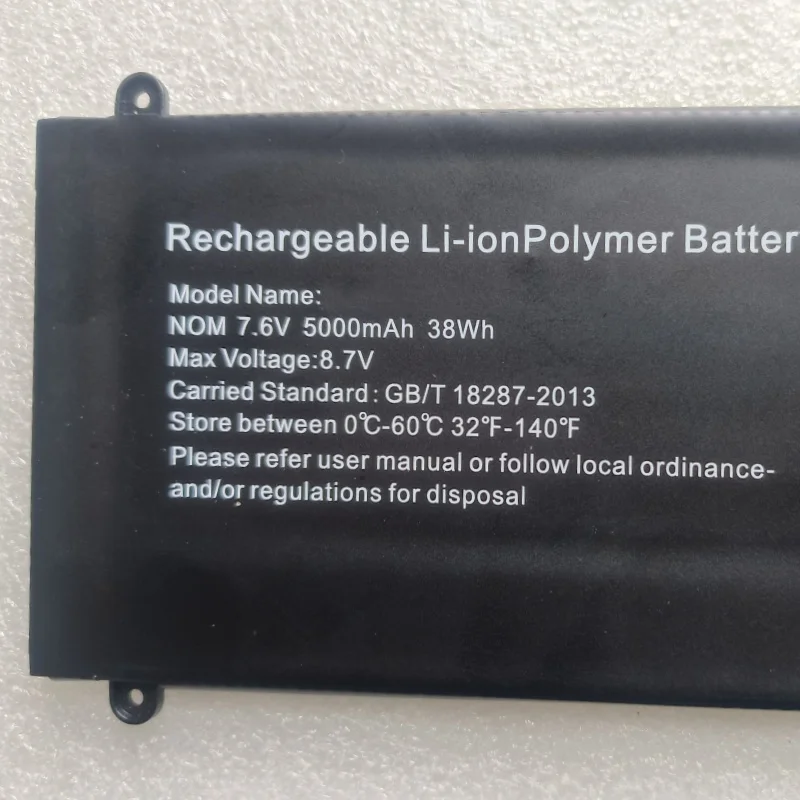 Rechargeable Li-ionPolymer Batter
Model Name:
NOM 7.6V 5000mAh 38Wh
Max Voltage:8.7V
Carried Standard: GB/T 18287-2013
Store between 0℃-60℃ 32℉-140℉
Please refer user manual or follow local ordinance-
and/or regulations for disposal